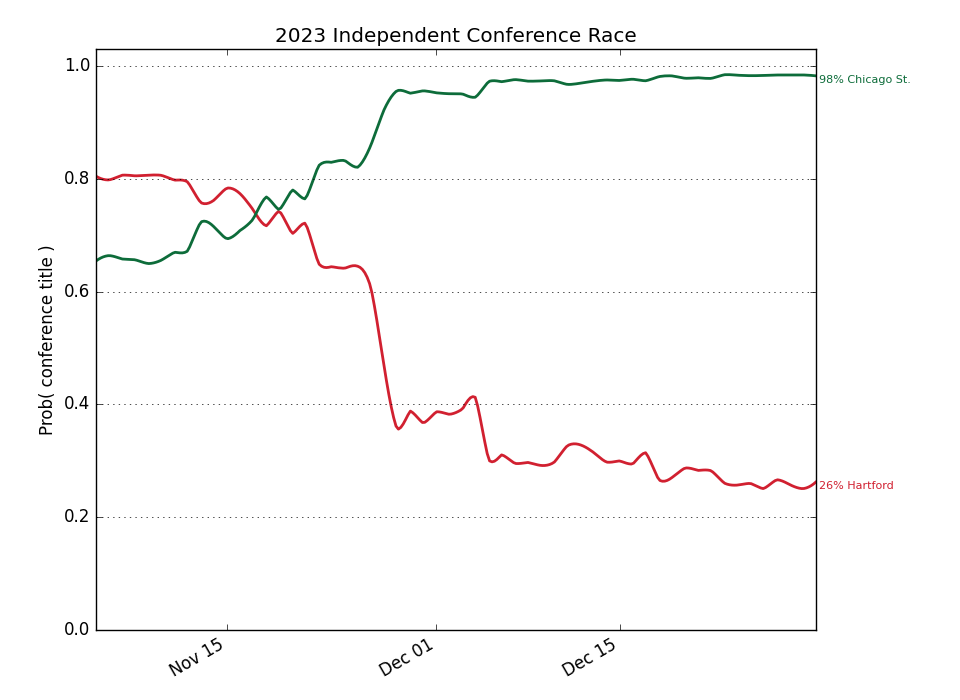 2023 Independent Conference Race
Prob( conference title )
1.0
0.8
0.6
0.4
0.2
0.0
98% Chicago St.
26% Hartford
Nov 15
Dec 01
Dec 15